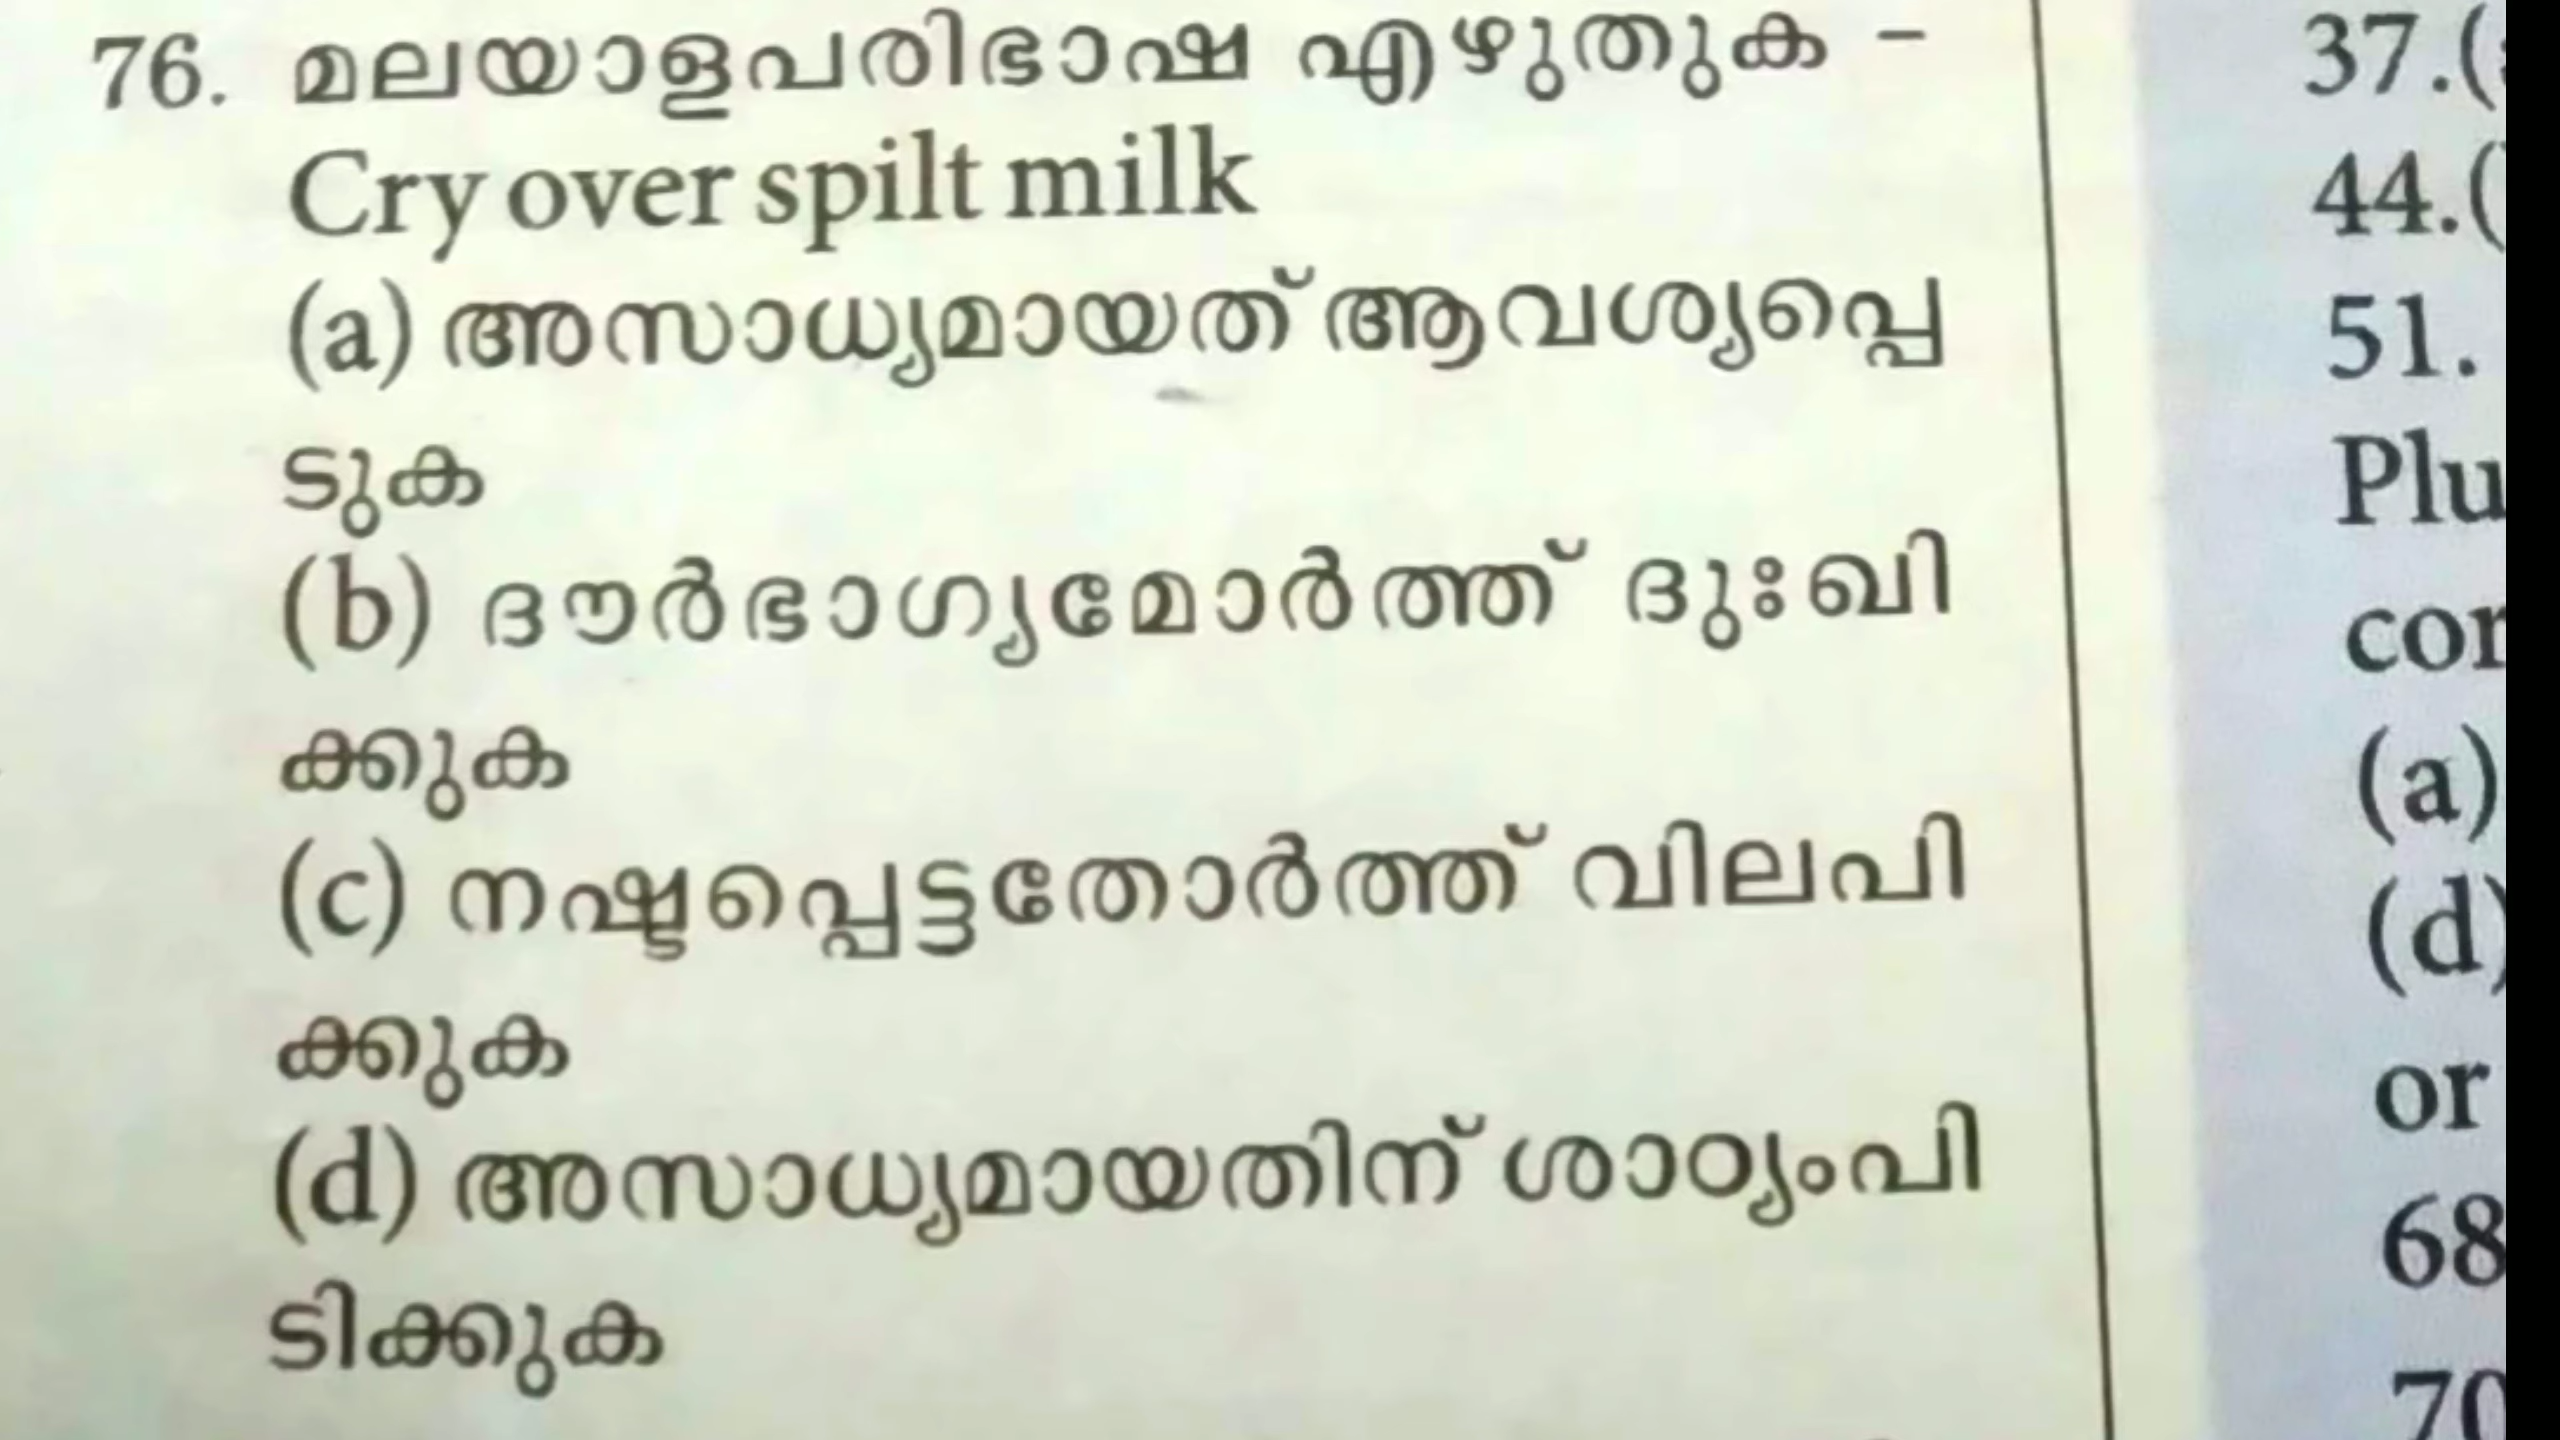 76. മലയാളപരിഭാഷ എഴുതുക –
Cry over spilt milk
(a) അസാധ്യമായത് ആവശ്യപ്പെ
ടുക
(b) ദൗർഭാഗ്യമോർത്ത് ദുഃഖി
ക്കുക
(c) നഷ്ടപ്പെട്ടതോർത്ത് വിലപി
ക്കുക
(d) അസാധ്യമായതിന് ശാഠ്യംപി
ടിക്കുക
37.(
44.(
51.
Plu
(a)
(d)
or
68
70